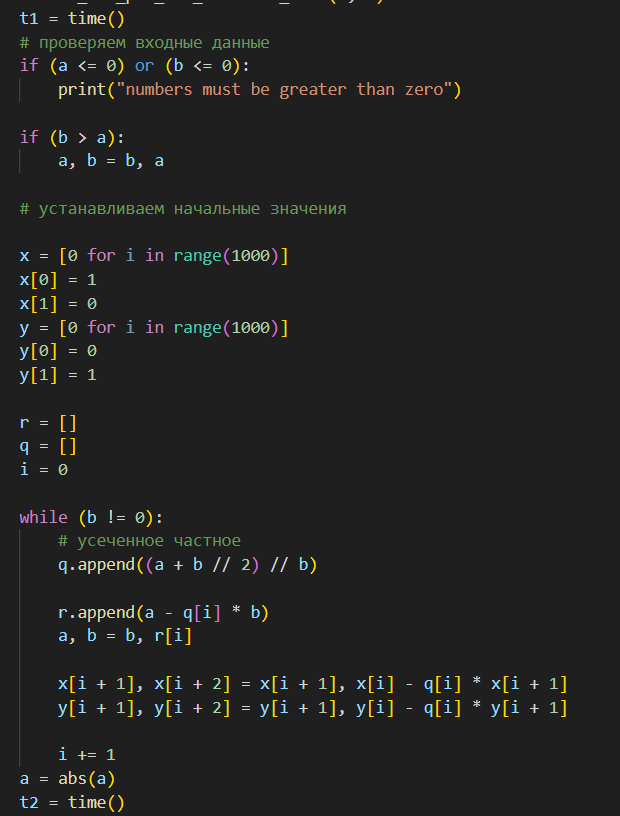 t1 = time()
# проверяем входные данные
if (a <= 0) or (b <= 0):
    print("numbers must be greater than zero")
if (b > a):
    a, b = b, a
# устанавливаем начальные значения
x = [0 for i in range(1000)]
x[0] = 1
x[1] = 0
y = [0 for i in range(1000)]
y[0] = 0
y[1] = 1
r = []
q = []
i = 0
while (b != 0):
    # усеченное частное
    q.append((a + b // 2) // b)
    r.append(a - q[i] * b)
    a, b = b, r[i]
    x[i + 1], x[i + 2] = x[i + 1], x[i] - q[i] * x[i + 1]
    y[i + 1], y[i + 2] = y[i + 1], y[i] - q[i] * y[i + 1]
    i += 1
a = abs(a)
t2 = time()